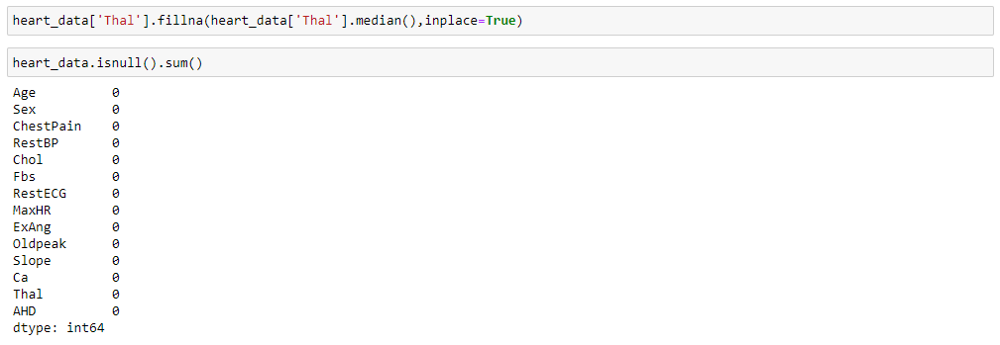 heart_data['Thal'].fillna(heart_data['Thal'].median(),inplace=True)
heart_data.isnull().sum()
Age 0
Sex 0
ChestPain 0
RestBP 0
Chol 0
Fbs 0
RestECG 0
MaxHR 0
ExAng 0
Oldpeak 0
Slope 0
Ca 0
Thal 0
AHD 0
dtype: int64